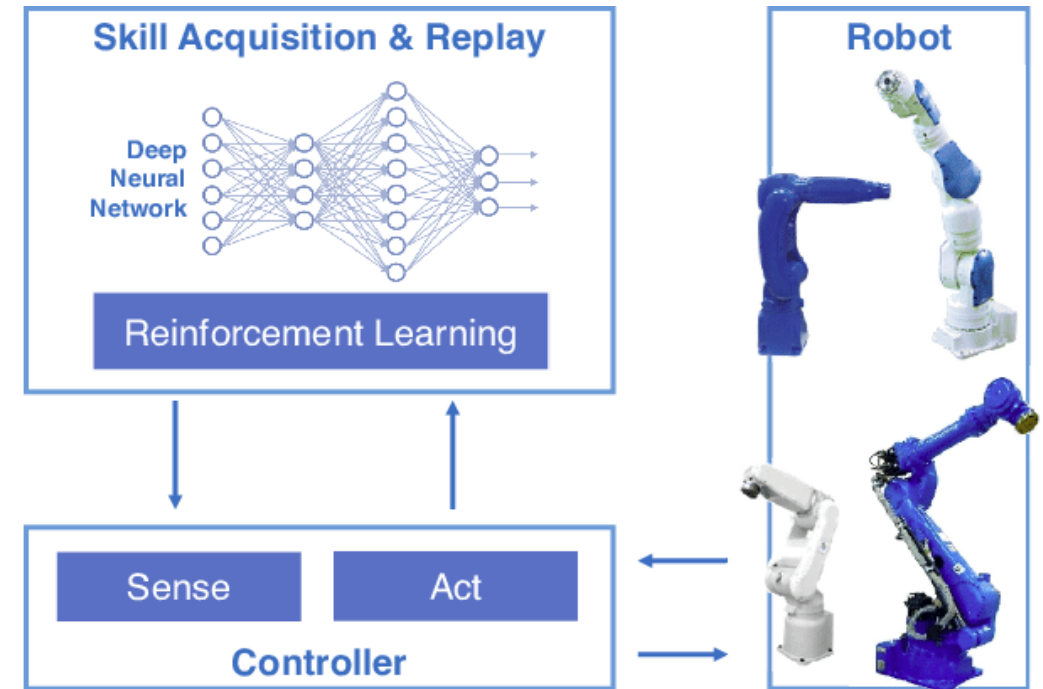 Skill Acquisition & Replay
Deep
Neural
Network
Reinforcement Learning
Robot
Sense
Act
Controller